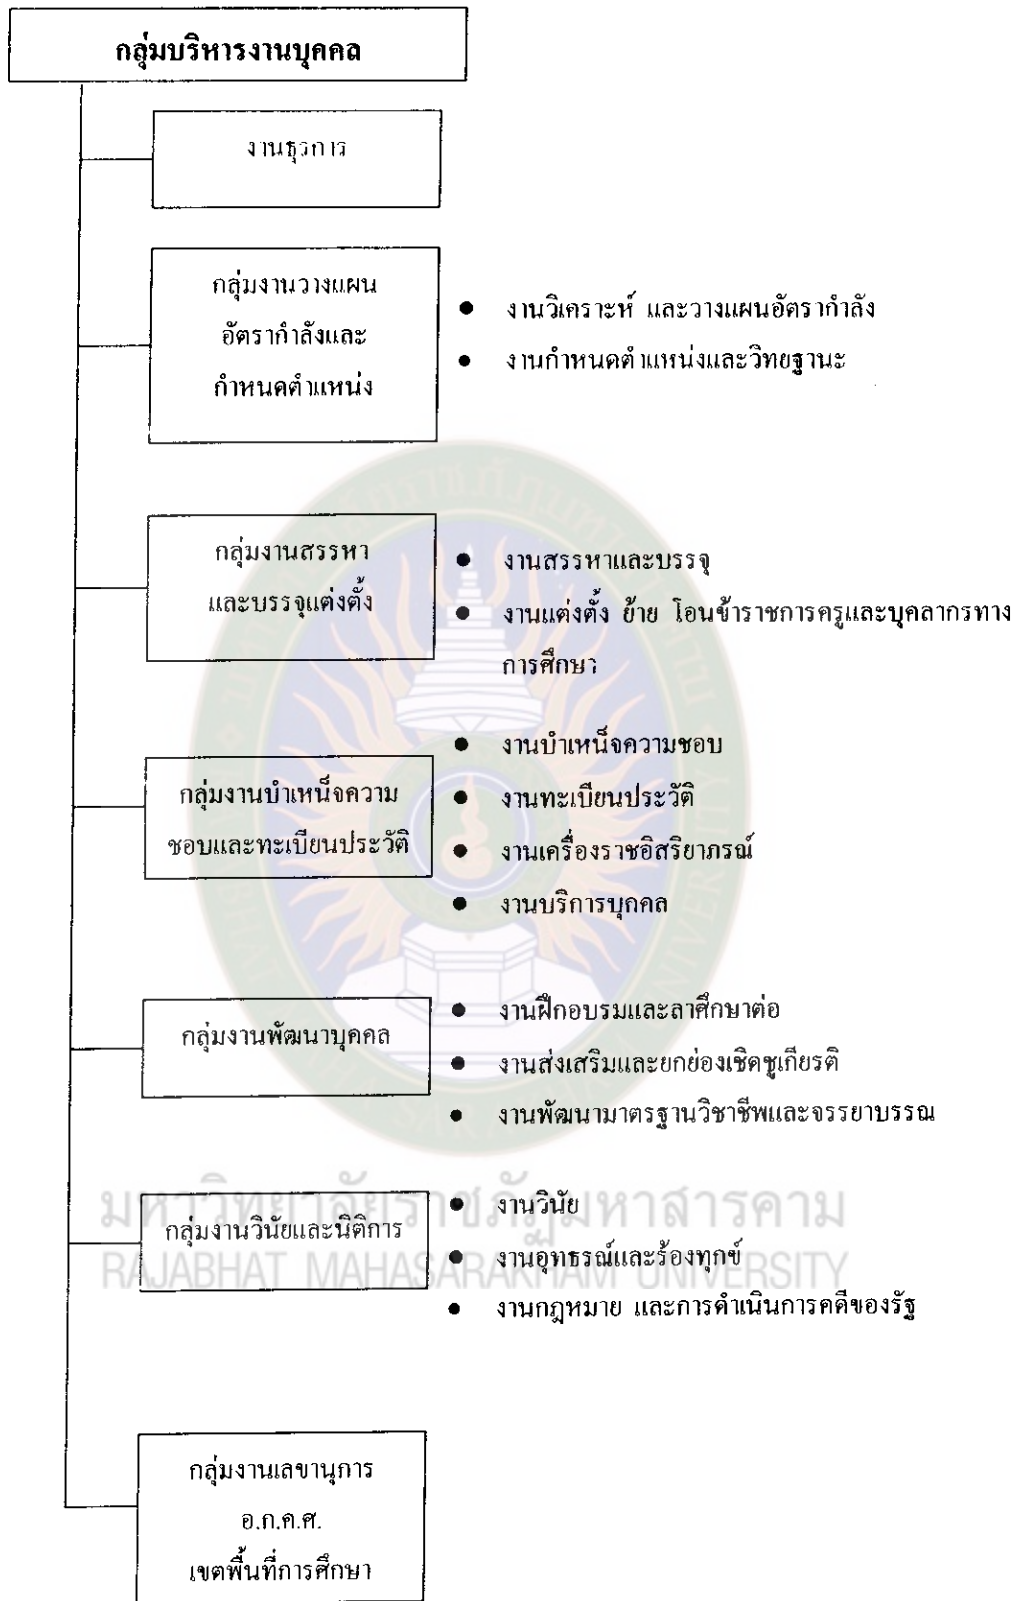 กลุ่มบริหารงานบุคคล
งานธุรการ
กลุ่มงานวางแผน
อัตรากำลังและ
กำหนดตำแหน่ง
● งานวิเคราะห์ และวางแผนอัตรากำลัง
● งานกำหนดตำแหน่งและวิทยฐานะ
กลุ่มงานสรรหา
และบรรจุแต่งตั้ง
● งานสรรหาและบรรจุ
● งานแต่งตั้ง ย้าย โอนข้าราชการครูและบุคลากรทาง
การศึกษา
กลุ่มงานบำเหน็จความ
ชอบและทะเบียนประวัติ
● งานบำเหน็จความชอบ
● งานทะเบียนประวัติ
● งานเครื่องราชอิสริยาภรณ์
● งานบริการบุคคล
กลุ่มงานพัฒนาบุคคล
● งานฝึกอบรมและลาศึกษาต่อ
● งานส่งเสริมและยกย่องเชิดชูเกียรติ
● งานพัฒนามาตรฐานวิชาชีพและจรรยาบรรณ
มหาวิทยาลัยราชภัฏมหาสารคาม
RAJABHAT MAHASARAKHAM UNIVERSITY
กลุ่มงานวินัยและนิติการ
● งานวินัย
● งานอุทธรณ์และร้องทุกข์
● งานกฎหมาย และการดำเนินการคดีของรัฐ
กลุ่มงานเลขานุการ
อ.ก.ค.ศ.
เขตพื้นที่การศึกษา